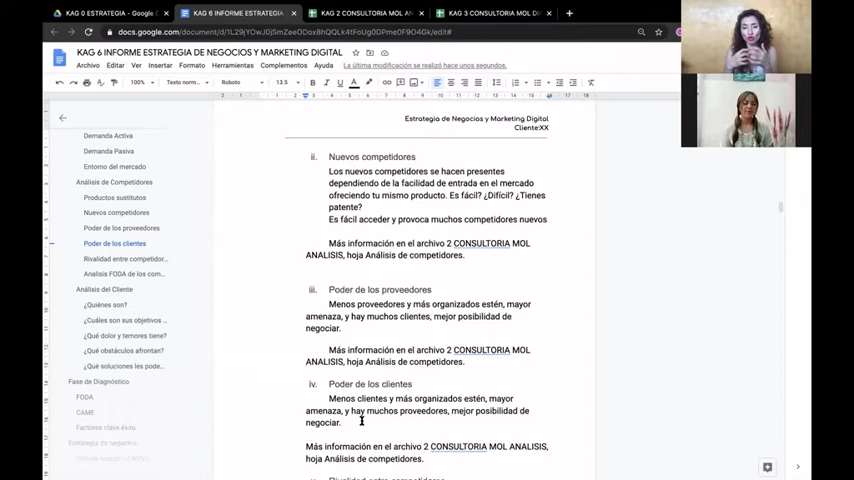 KAG 0 ESTRATEGIA - Google D
KAG 6 INFORME ESTRATEGIA
KAG 2 CONSULTORIA MOL AN
KAG 3 CONSULTORIA MOL DI
KAG 6 INFORME ESTRATEGIA DE NEGOCIOS Y MARKETING DIGITAL
Archivo Editar Ver Insertar Formato Herramientas Complementos Ayuda La última modificación se realizó hace unos segundos.
100% Texto norm... Roboto 13.5
Demanda Activa
Demanda Pasiva
Entorno del mercado
Análisis de Competidores
Productos sustitutos
Nuevos competidores
Poder de los proveedores
Poder de los clientes
Rivalidad entre competidor...
Analisis FODA de los com...
Análisis del Cliente
¿Quiénes son?
¿Cuáles son sus objetivos ...
¿Qué dolor y temores tiene?
¿Qué obstáculos afrontan?
¿Qué soluciones les pode...
Fase de Diagnóstico
FODA
CAME
Factores clave éxito
Estrategia de negocios
Estrategia de Negocios y Marketing Digital
Cliente:XX
ii. Nuevos competidores
Los nuevos competidores se hacen presentes
dependiendo de la facilidad de entrada en el mercado
ofreciendo tu mismo producto. Es fácil? ¿Difícil? ¿Tienes
patente?
Es fácil acceder y provoca muchos competidores nuevos
Más información en el archivo 2 CONSULTORIA MOL
ANALISIS, hoja Análisis de competidores.
iii. Poder de los proveedores
Menos proveedores y más organizados estén, mayor
amenaza, y hay muchos clientes, mejor posibilidad de
negociar.
Más información en el archivo 2 CONSULTORIA MOL
ANALISIS, hoja Análisis de competidores.
iv. Poder de los clientes
Menos clientes y más organizados estén, mayor
amenaza, y hay muchos proveedores, mejor posibilidad de
negociar.
Más información en el archivo 2 CONSULTORIA MOL ANALISIS,
hoja Análisis de competidores.
Rivalidad entre competidores